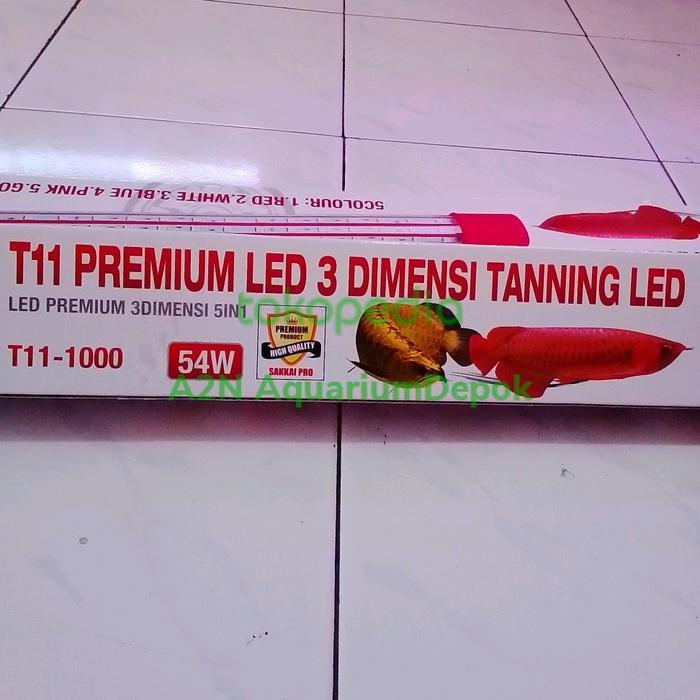 5COLOUR: 1.RED 2.WHITE 3.BLUE 4.PINK 5.GO
T11 PREMIUM LED 3 DIMENSI TANNING LED
LED PREMIUM 3DIMENSI 5IN1
tokopedia
PREMIUM
PRODUCT
HIGH QUALITY
SAKKAI PRO
T11-1000
54W
A2N AquariumDepok